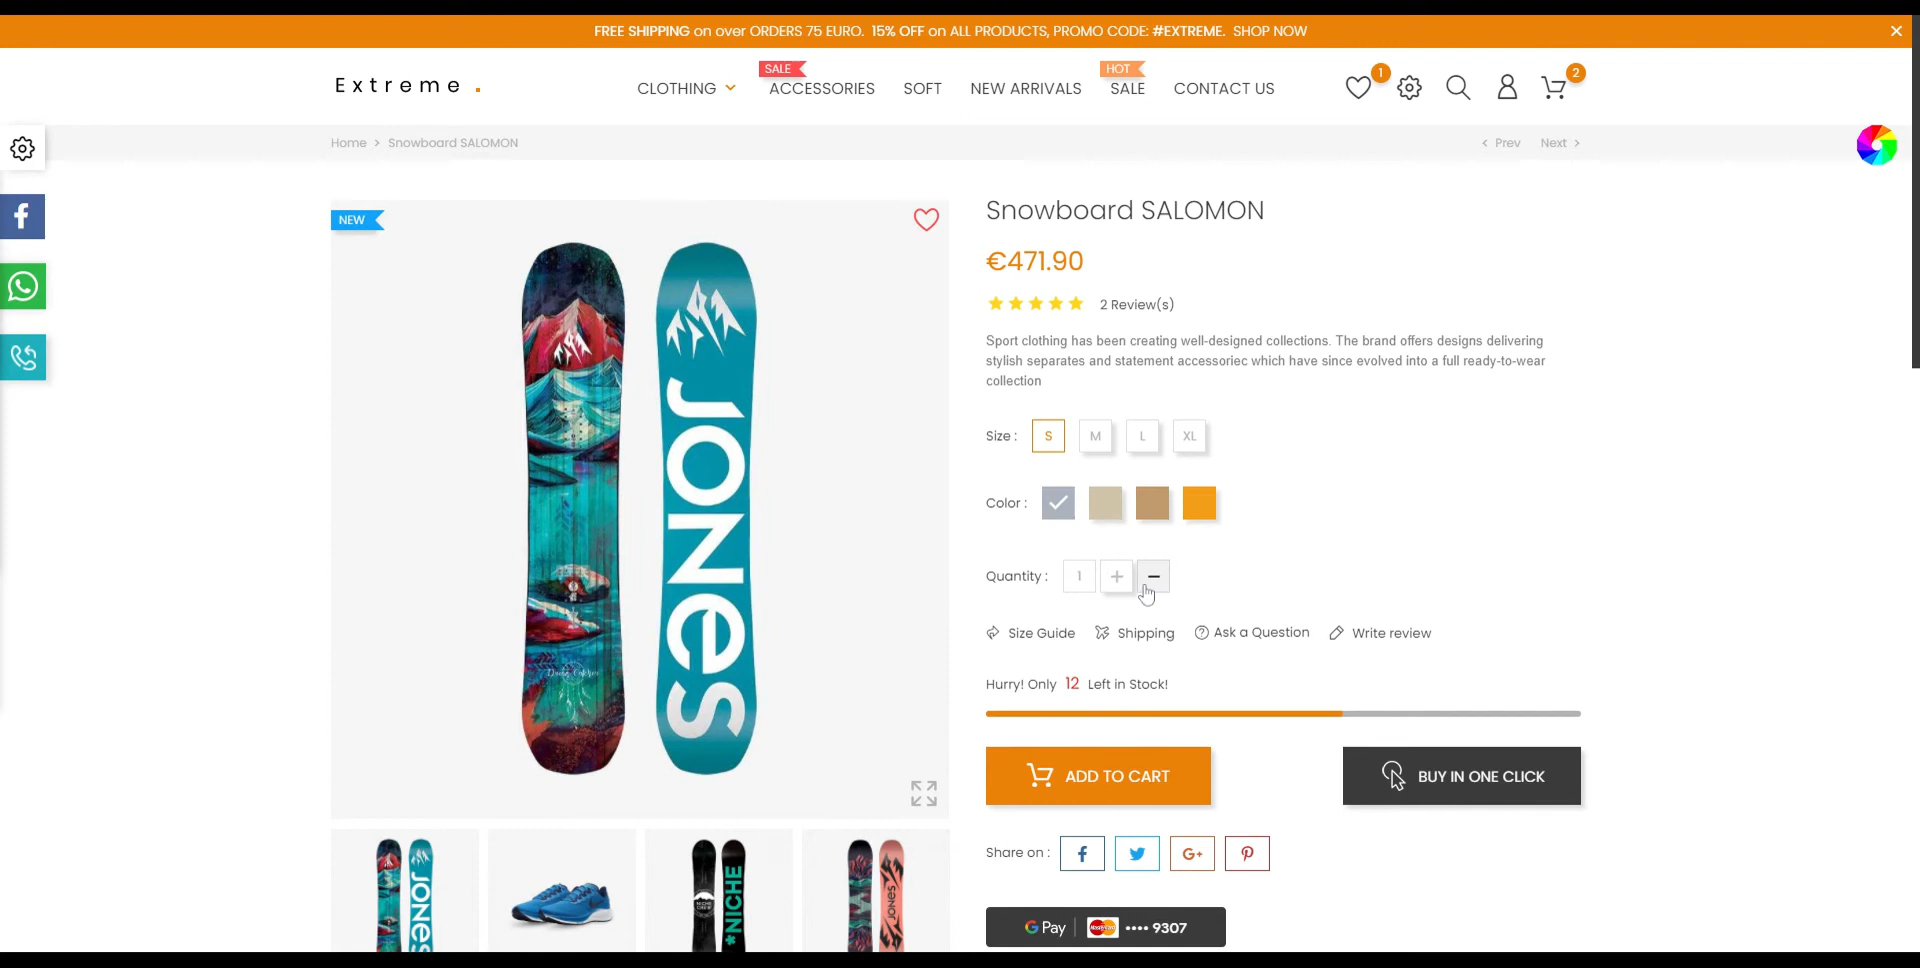 FREE SHIPPING on over ORDERS 75 EURO. 15% OFF on ALL PRODUCTS, PROMO CODE: #EXTREME. SHOP NOW
Extreme .
SALE
HOT
CLOTHING ACCESSORIES SOFT NEW ARRIVALS SALE CONTACT US
1
2
Home > Snowboard SALOMON
< Prev Next >
NEW
JONES
Snowboard SALOMON
€471.90
2 Review(s)
Sport clothing has been creating well-designed collections. The brand offers designs delivering
stylish separates and statement accessoriec which have since evolved into a full ready-to-wear
collection
Size : S M L XL
Color :
Quantity : 1 + −
Size Guide Shipping Ask a Question Write review
Hurry! Only 12 Left in Stock!
ADD TO CART
BUY IN ONE CLICK
Share on : f G+
G Pay | •••• 9307
JONES
NICHE
*NICHE
JONES